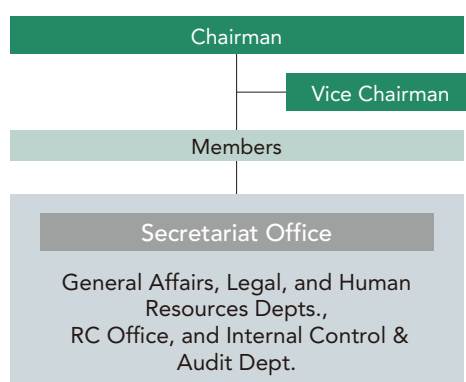 Chairman
Vice Chairman
Members
Secretariat Office
General Affairs, Legal, and Human
Resources Depts.,
RC Office, and Internal Control &
Audit Dept.